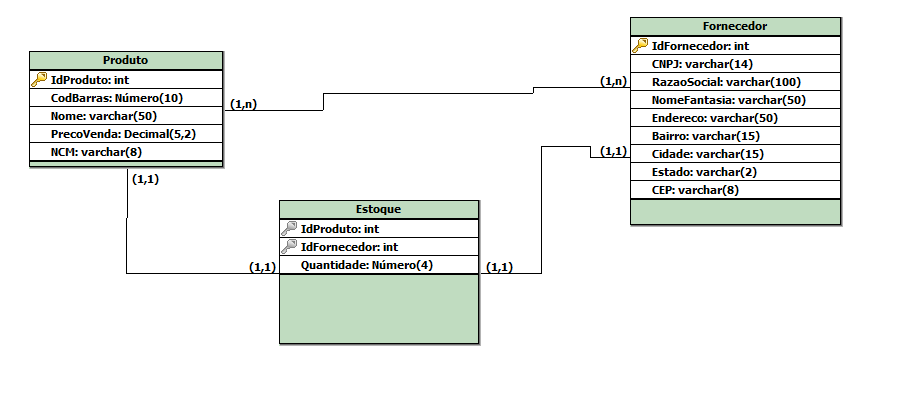 Produto
IdProduto: int
CodBarras: Número(10)
Nome: varchar(50)
PrecoVenda: Decimal(5,2)
NCM: varchar(8)
(1,n)
(1,n)
Fornecedor
IdFornecedor: int
CNPJ: varchar(14)
RazaoSocial: varchar(100)
NomeFantasia: varchar(50)
Endereco: varchar(50)
Bairro: varchar(15)
Cidade: varchar(15)
Estado: varchar(2)
CEP: varchar(8)
(1,1)
(1,1)
Estoque
IdProduto: int
IdFornecedor: int
Quantidade: Número(4)
(1,1)
(1,1)